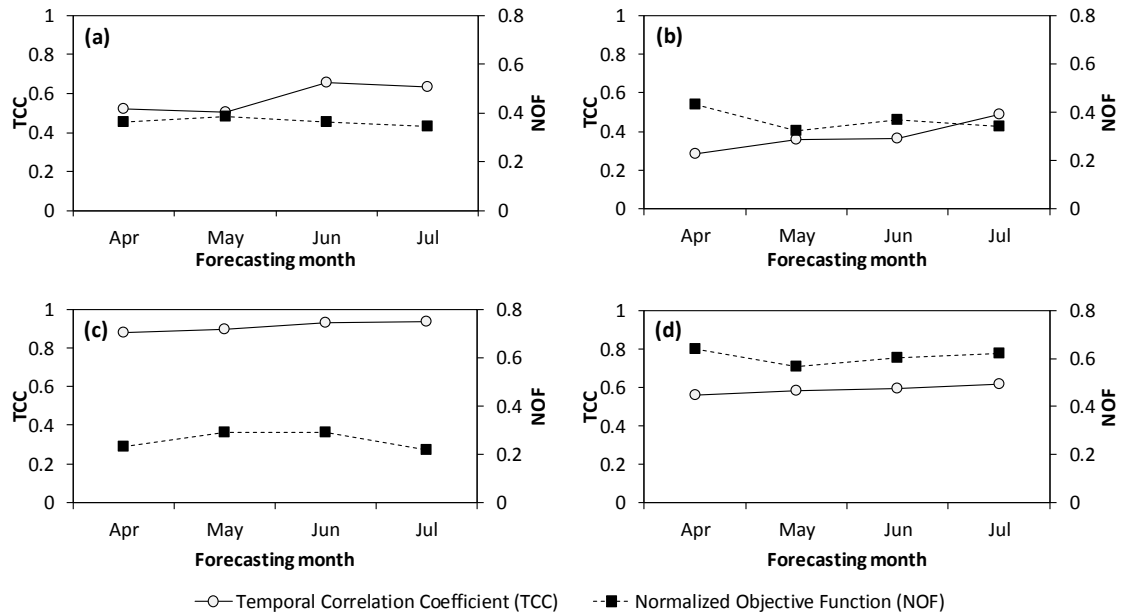 (a)
1
0.8
0.6
0.4
0.2
0
TCC
0.8
0.6
0.4
0.2
0
NOF
Apr May Jun Jul
Forecasting month
(b)
1
0.8
0.6
0.4
0.2
0
TCC
0.8
0.6
0.4
0.2
0
NOF
Apr May Jun Jul
Forecasting month
(c)
1
0.8
0.6
0.4
0.2
0
TCC
0.8
0.6
0.4
0.2
0
NOF
Apr May Jun Jul
Forecasting month
(d)
1
0.8
0.6
0.4
0.2
0
TCC
0.8
0.6
0.4
0.2
0
NOF
Apr May Jun Jul
Forecasting month
Temporal Correlation Coefficient (TCC) Normalized Objective Function (NOF)